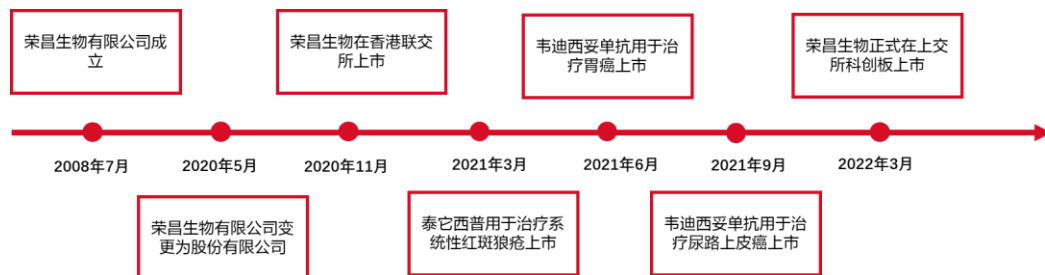 荣昌生物有限公司成
立
荣昌生物在香港联交
所上市
韦迪西妥单抗用于治
疗胃癌上市
荣昌生物正式在上交
所科创板上市
2008年7月
2020年5月
2020年11月
2021年3月
2021年6月
2021年9月
2022年3月
荣昌生物有限公司变
更为股份有限公司
泰它西普用于治疗系
统性红斑狼疮上市
韦迪西妥单抗用于治
疗尿路上皮癌上市